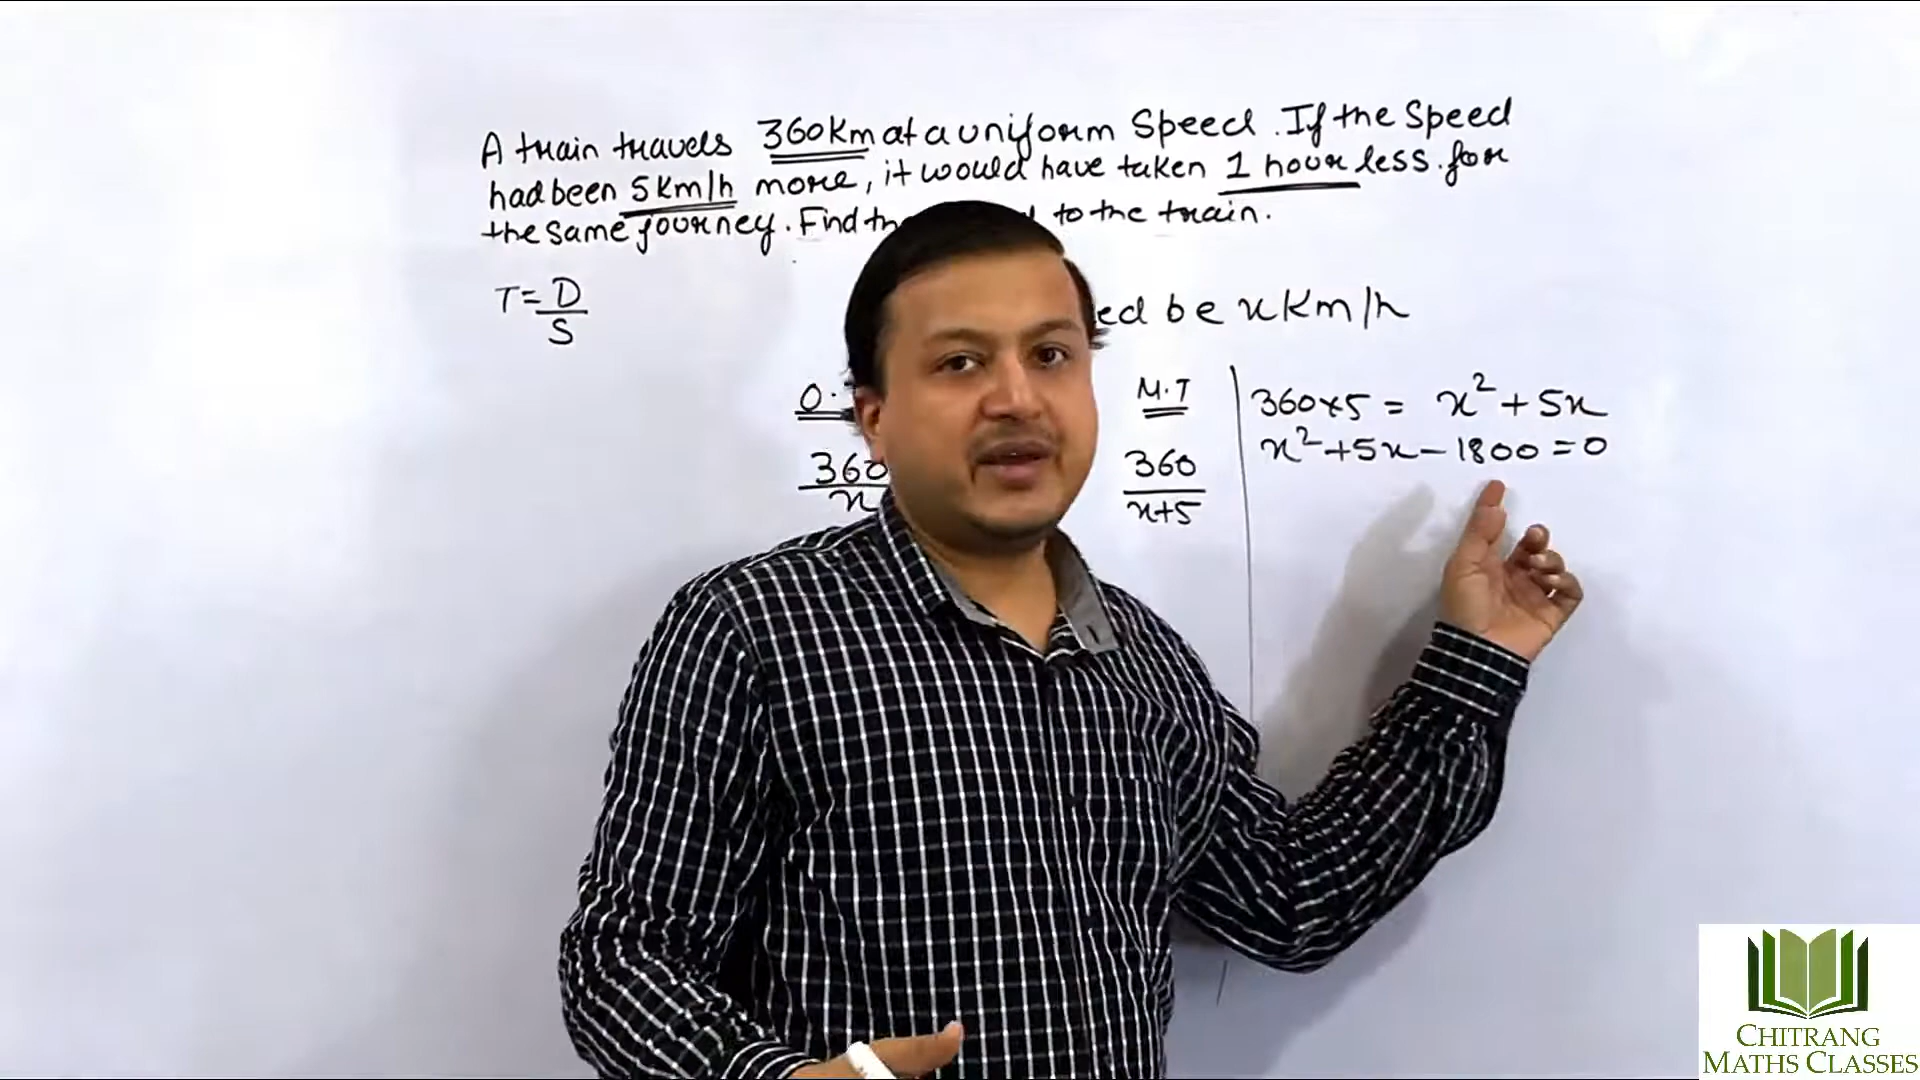 A train travels 360Km at a uniform Speed. If the Speed
had been 5Km/h more, it would have taken 1 hour less for
the same journey. Find to the train.
T=D/S
be x Km/h
O. M.T
360/x 360/x+5
360×5 = x²+5x
x²+5x-1800=0
CHITRANG
MATHS CLASSES